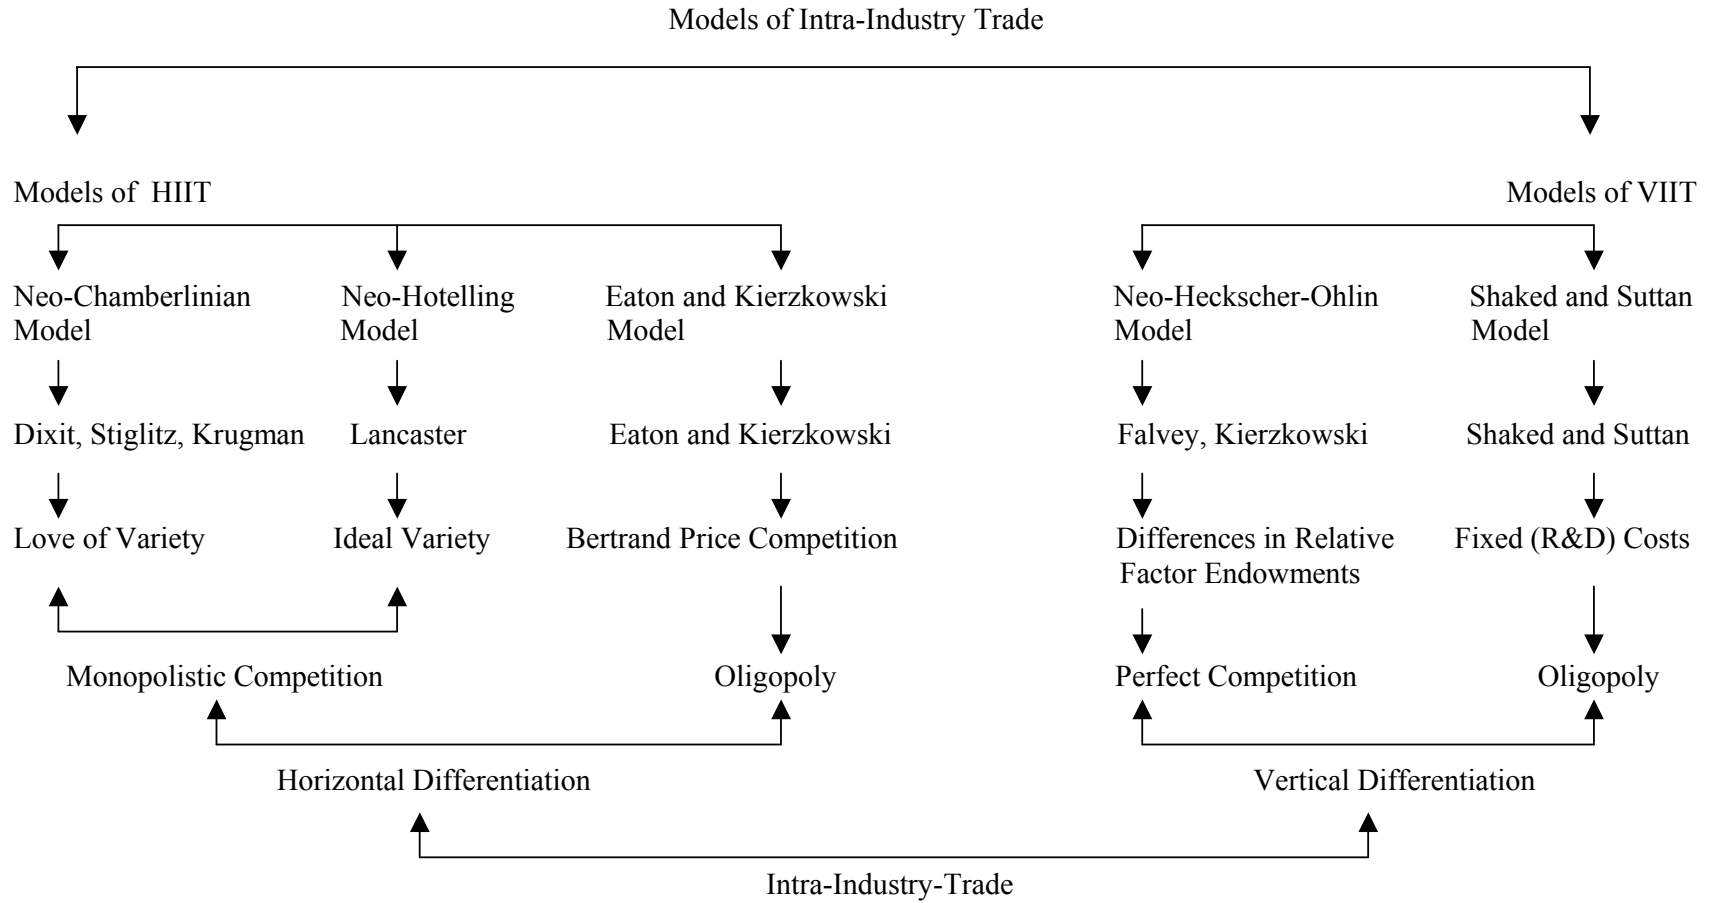 Models of Intra-Industry Trade
Models of HIIT
Models of VIIT
Neo-Chamberlinian
Model
Neo-Hotelling
Model
Eaton and Kierzkowski
Model
Neo-Heckscher-Ohlin
Model
Shaked and Suttan
Model
Dixit, Stiglitz, Krugman
Lancaster
Eaton and Kierzkowski
Falvey, Kierzkowski
Shaked and Suttan
Love of Variety
Ideal Variety
Bertrand Price Competition
Differences in Relative
Factor Endowments
Fixed (R&D) Costs
Monopolistic Competition
Oligopoly
Perfect Competition
Oligopoly
Horizontal Differentiation
Vertical Differentiation
Intra-Industry-Trade